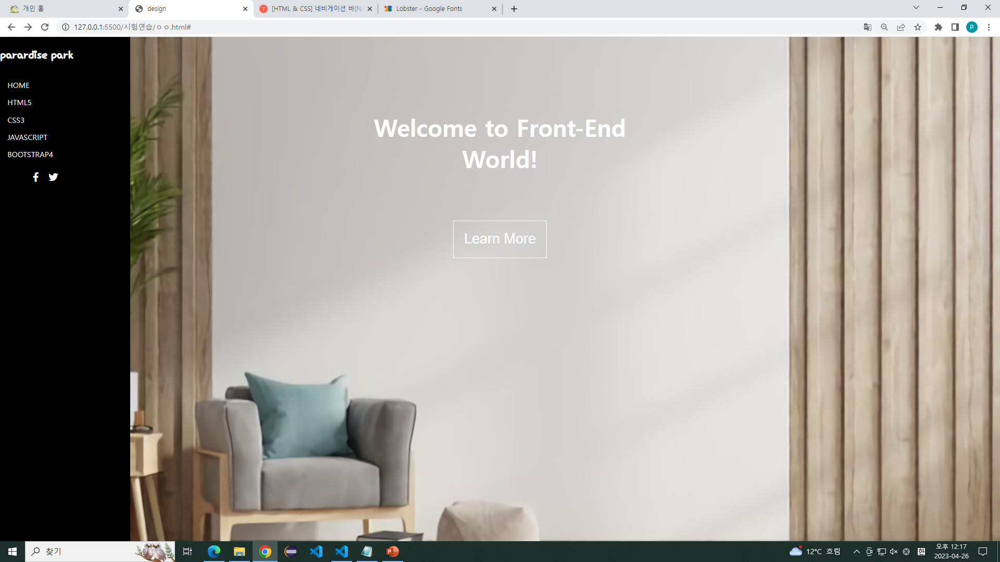 개인 홈
design
[HTML & CSS] 네비게이션 바(Na
Lobster - Google Fonts
127.0.0.1:5500/시험연습/ㅇㅇ.html#
P
parardise park
HOME
HTML5
CSS3
JAVASCRIPT
BOOTSTRAP4
Welcome to Front-End
World!
Learn More
찾기
12°C 흐림
한
오후 12:17
2023-04-26